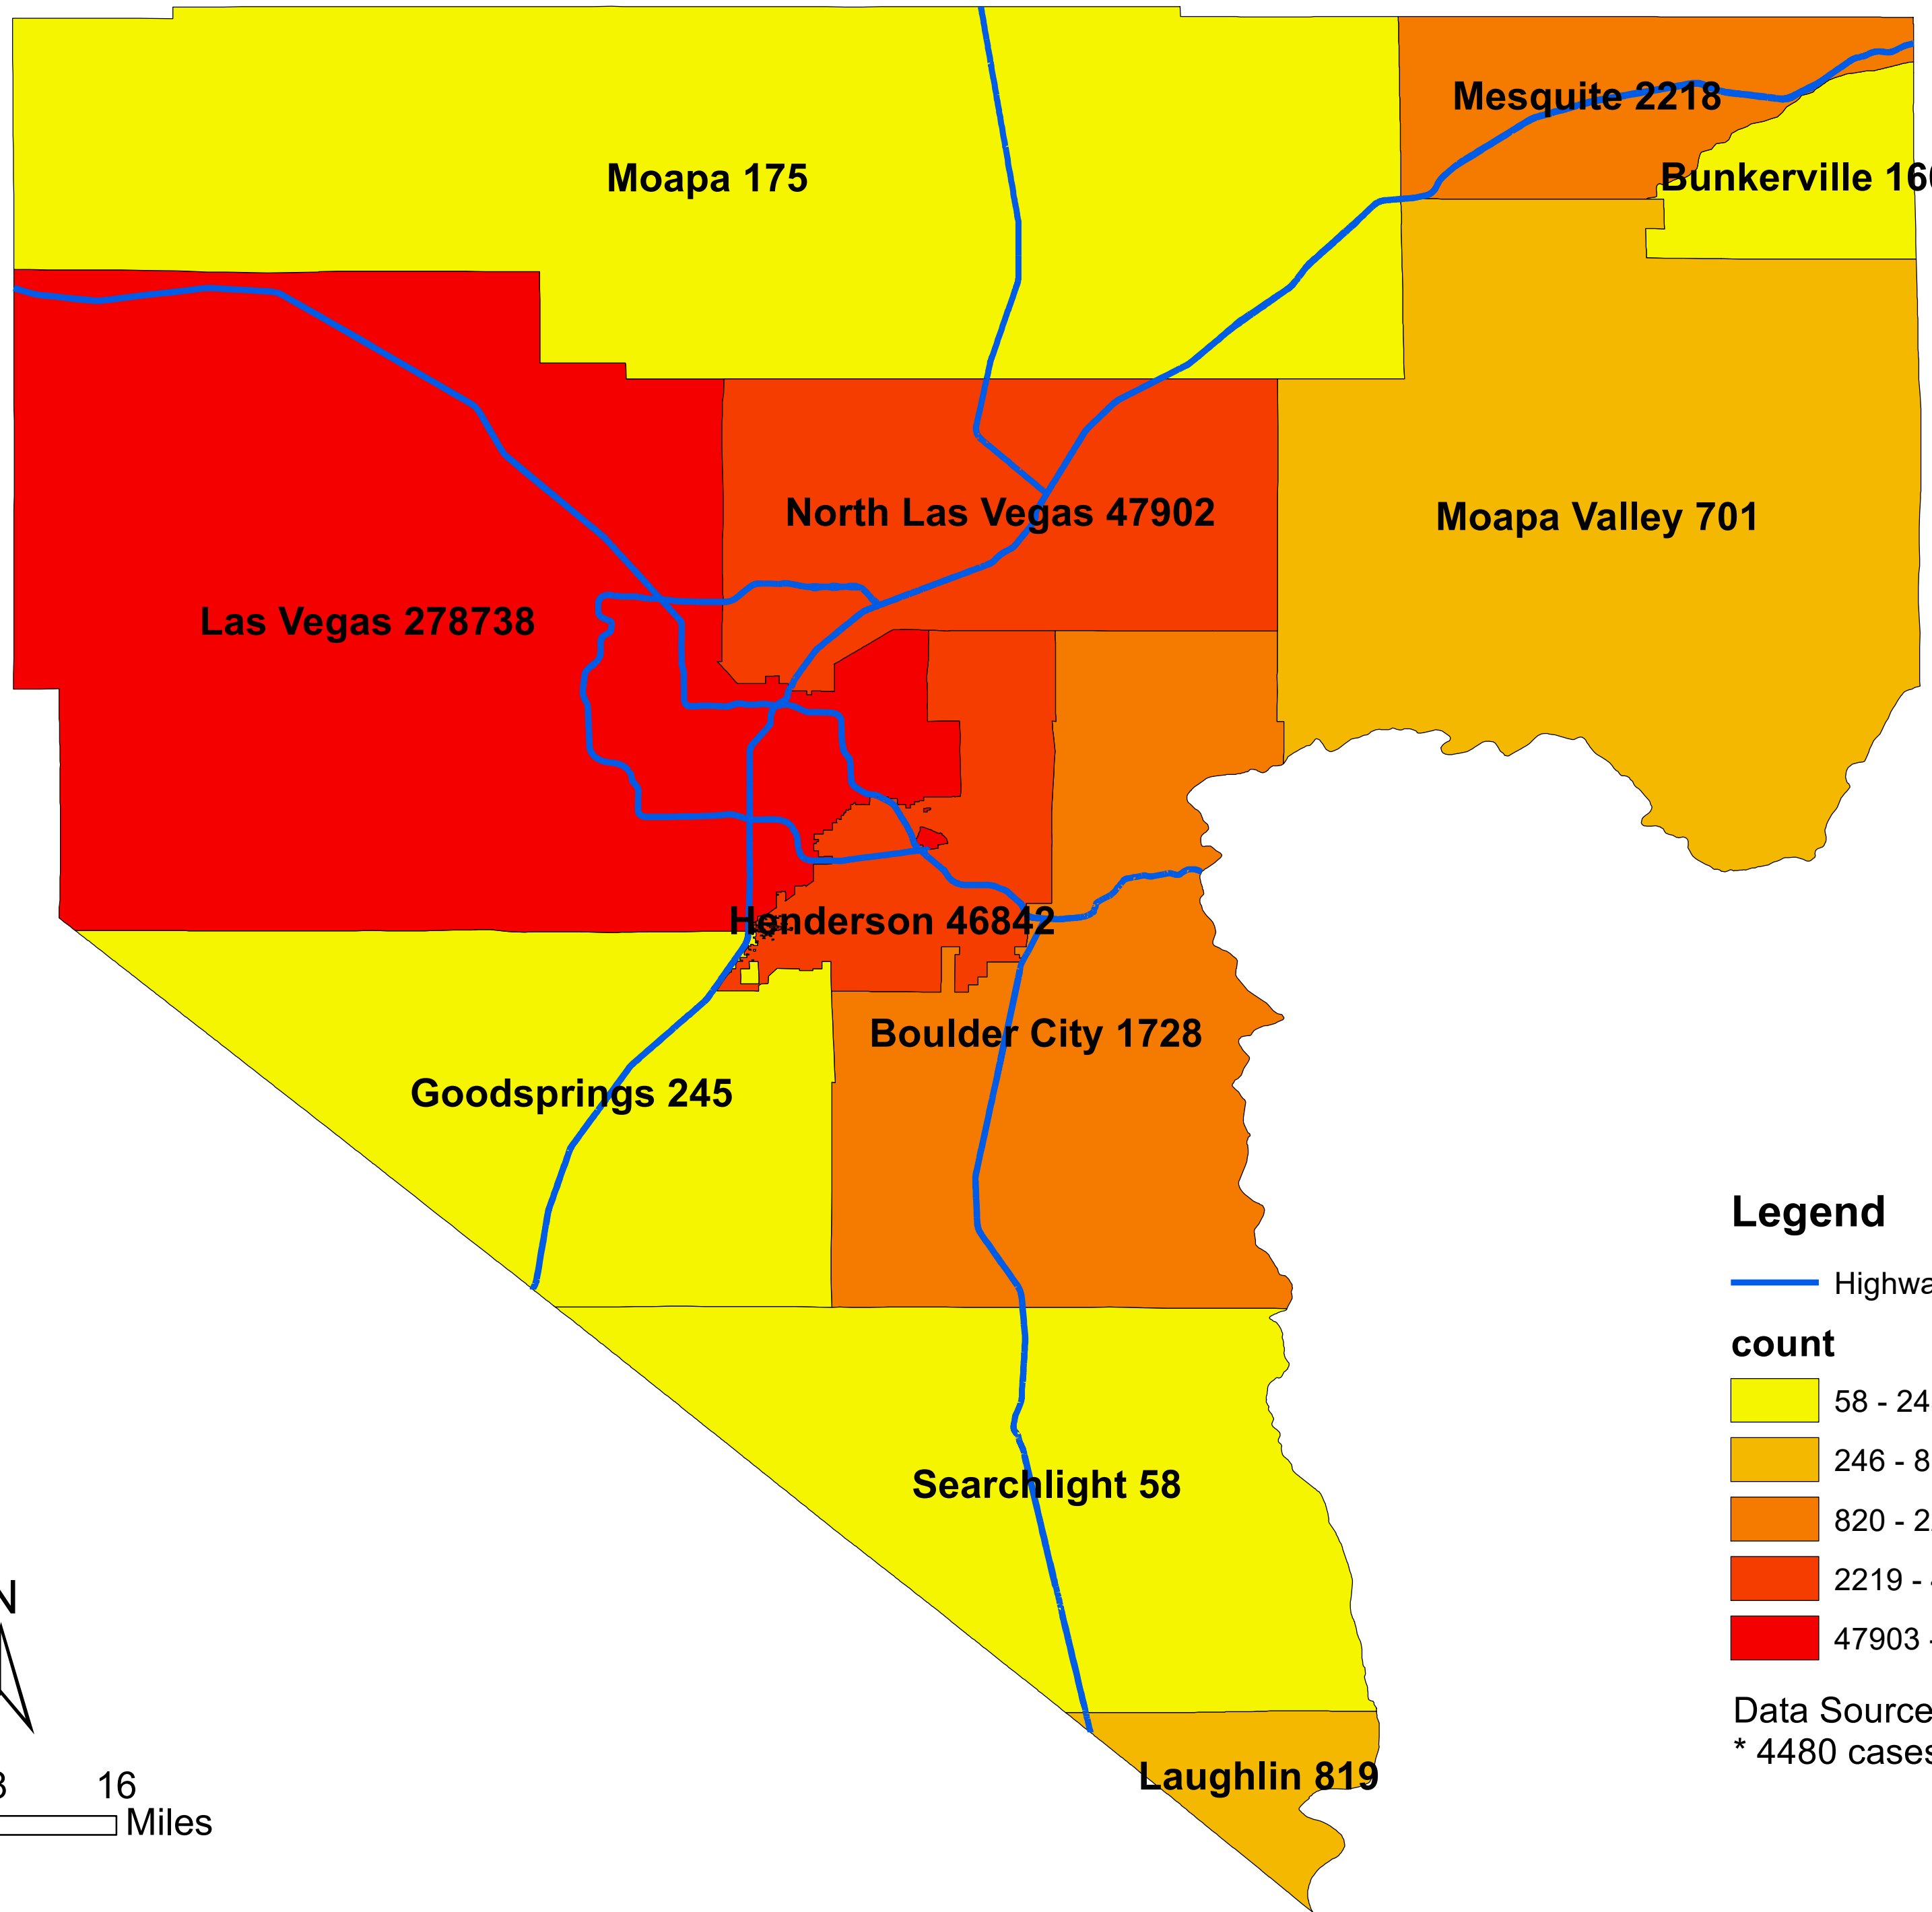 Mesquite 2218
Moapa 175
Bunkerville
North Las Vegas 47902
Moapa Valley 701
Las Vegas 278738
Henderson 46842
Boulder City 1728
Goodsprings 245
Legend
count
58 - 24
246 - 8
Searchlight 58
820 - 2
2219 -
N
47903 -
Data Source
* 4480 cases
Laughlin 819
16
Miles